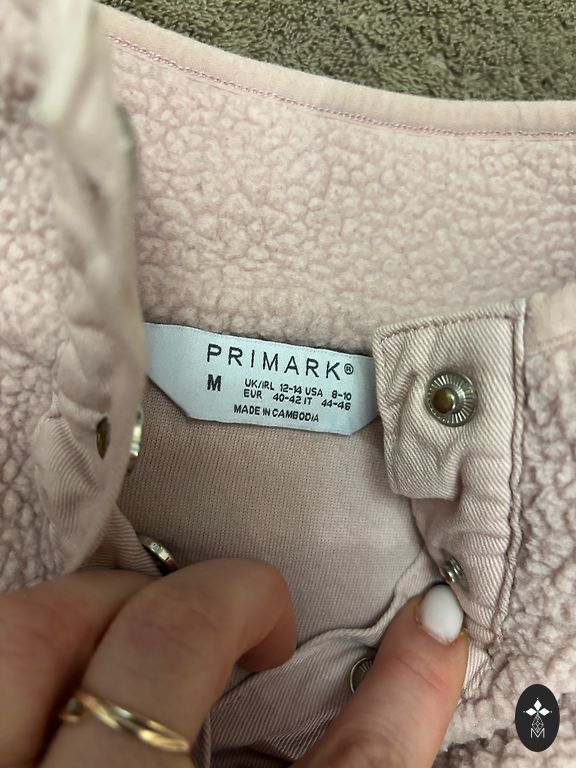 PRIMARK®
M UK/IRL 12-14 USA 8-10
EUR 40-42 IT 44-46
MADE IN CAMBODIA
M